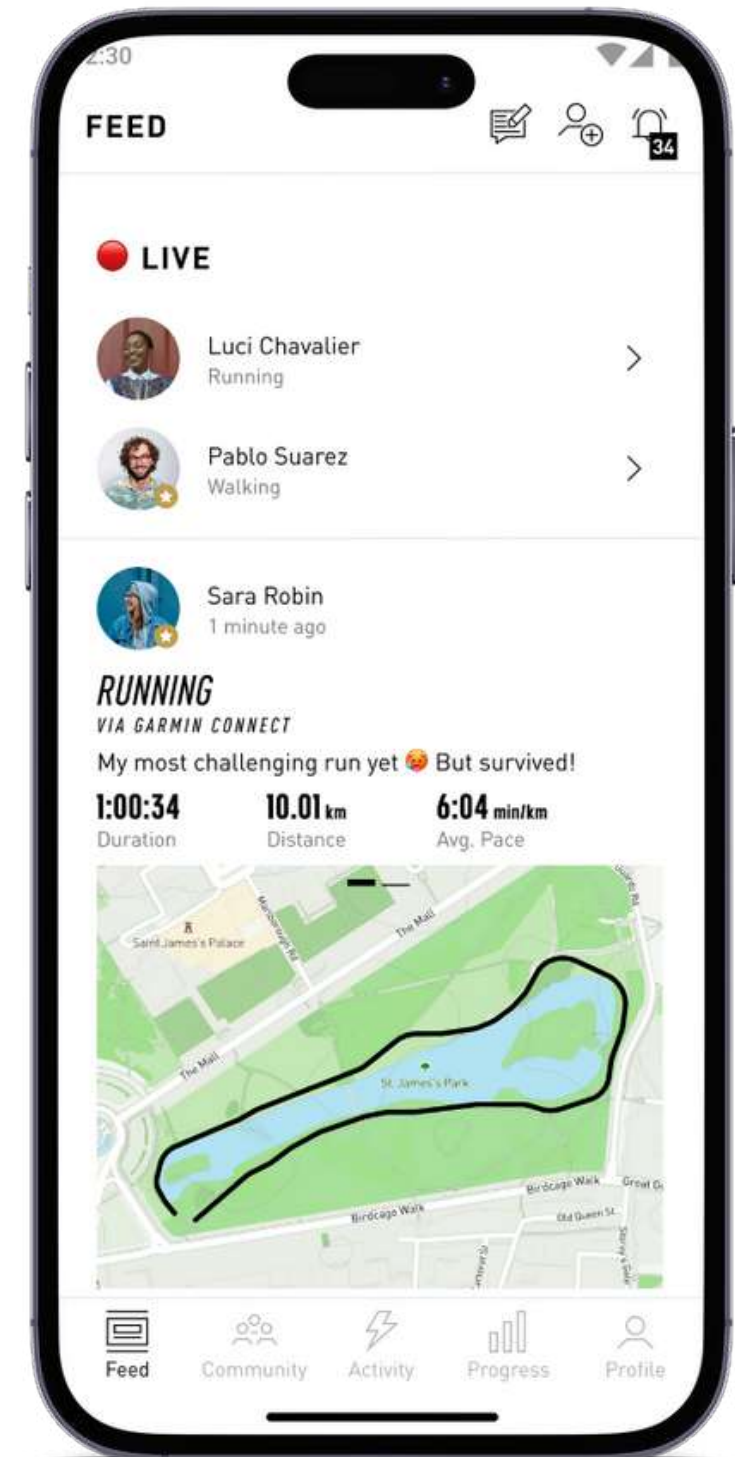 2:30
FEED
34
LIVE
Luci Chavalier
Running
Pablo Suarez
Walking
Sara Robin
1 minute ago
RUNNING
VIA GARMIN CONNECT
My most challenging run yet 🥵 But survived!
1:00:34 10.01 km 6:04 min/km
Duration Distance Avg. Pace
Marlborough Rd
The Mall
Saint James's Palace
The Mall
St. James's Park
Birdcage Walk
Great G
Birdcage Walk
Old Queen St
Storey's Gate
Feed Community Activity Progress Profile